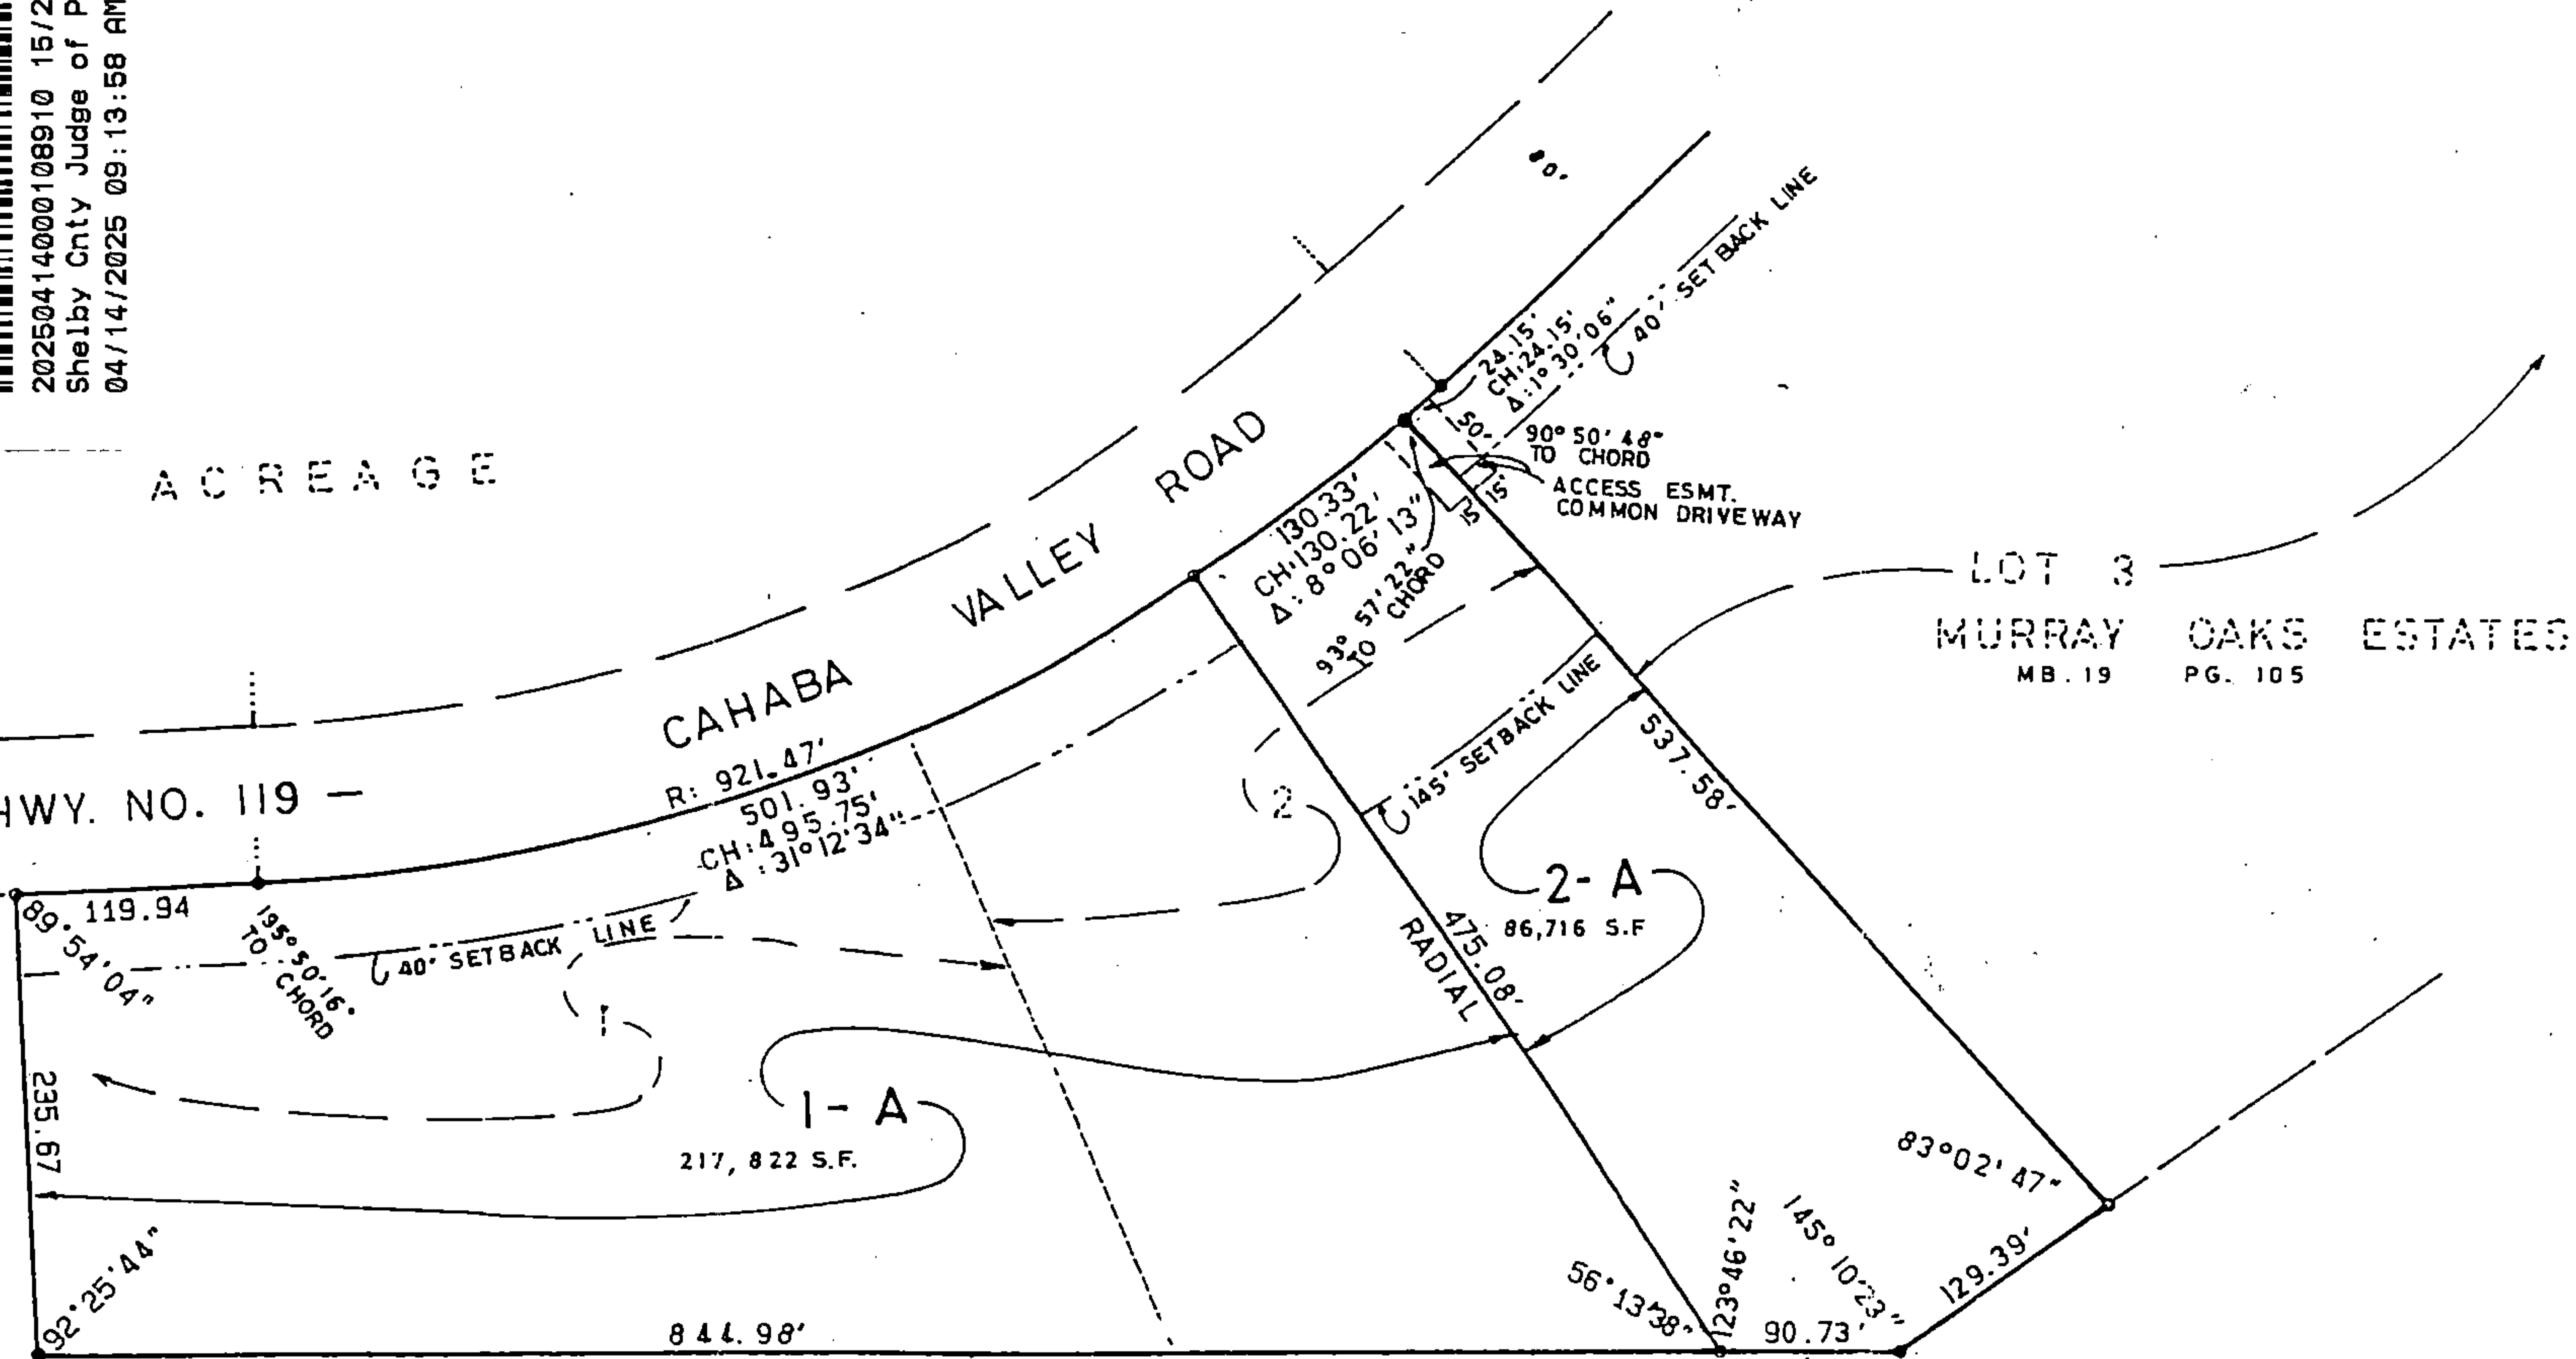 20250414000108910 15/2
Shelby Cnty Judge of P
04/14/2025 09:13:58 AM
ACREAGE
CAHABA VALLEY ROAD
HWY. NO. 119 —
40' SETBACK LINE
24.15'
CH: 24.15'
Δ: 1° 30' 06"
50'
90° 50' 48"
TO CHORD
ACCESS ESMT.
COMMON DRIVEWAY
15'
15'
130.33'
CH: 130.22'
Δ: 8° 06' 13"
93° 57' 22"
TO CHORD
LOT 3
MURRAY OAKS ESTATES
MB. 19 PG. 105
R: 921.47'
501.93'
CH: 495.75'
Δ: 31° 12' 34"
145' SETBACK LINE
537.58'
2
2-A
86,716 S.F
475.08'
RADIAL
119.94
89° 54' 04"
195° 50' 16"
TO CHORD
40' SETBACK LINE
1
1-A
217,822 S.F.
235.67
92° 25' 44"
844.98'
56° 13' 38"
123° 46' 22"
145° 10' 23"
83° 02' 47"
90.73'
129.39'